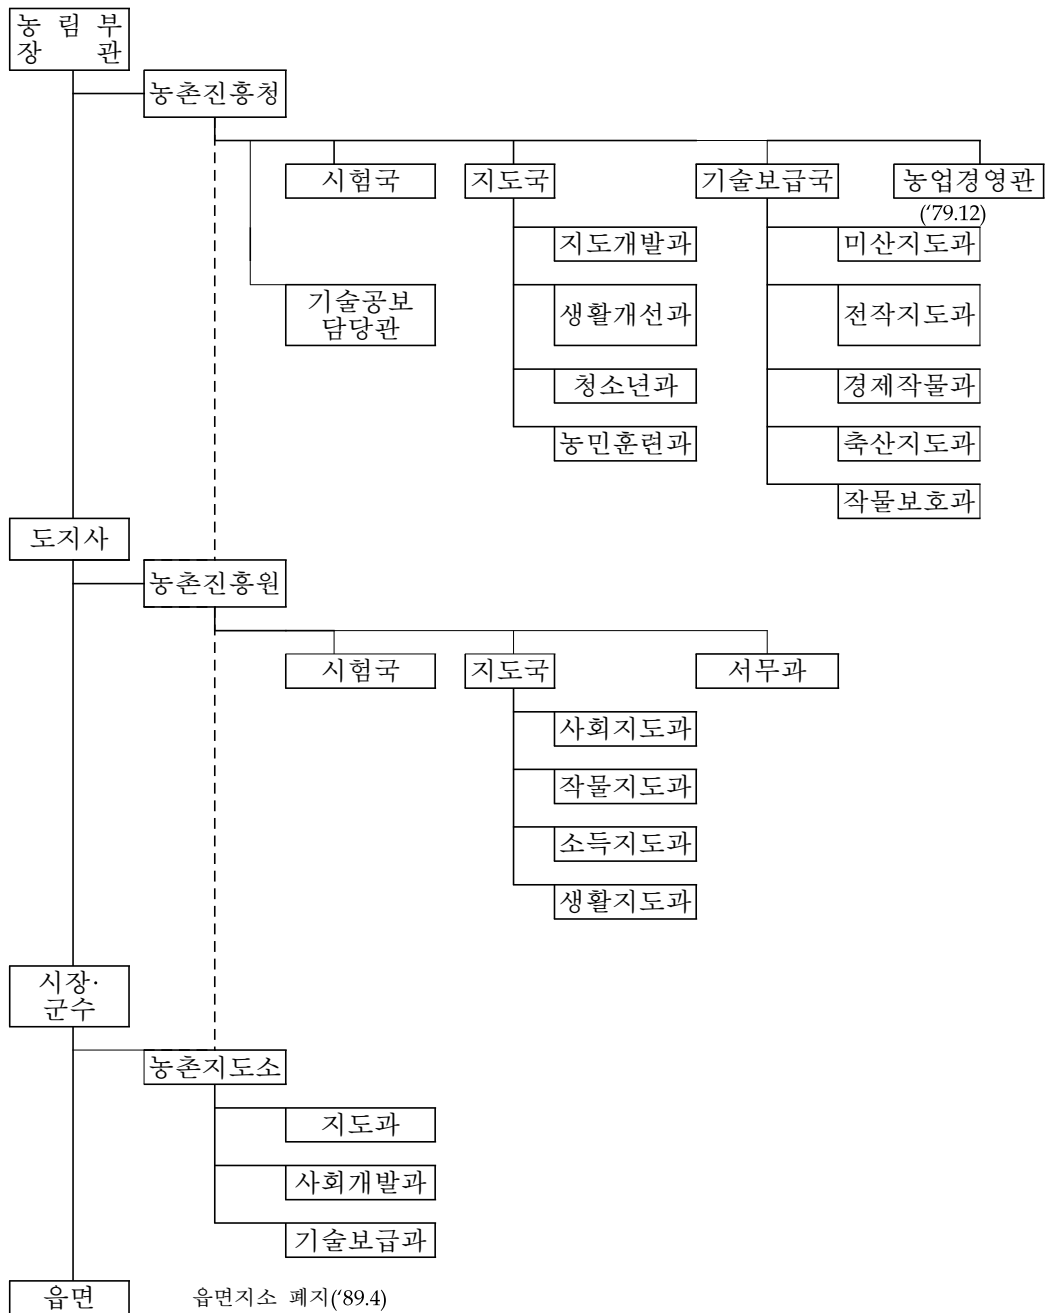 농 림 부
장 관
농촌진흥청
시험국
지도국
기술보급국
농업경영관
(‘79.12)
지도개발과
미산지도과
기술공보
담당관
생활개선과
전작지도과
청소년과
경제작물과
농민훈련과
축산지도과
작물보호과
도지사
농촌진흥원
시험국
지도국
서무과
사회지도과
작물지도과
소득지도과
생활지도과
시장·
군수
농촌지도소
지도과
사회개발과
기술보급과
읍면
읍면지소 폐지(‘89.4)